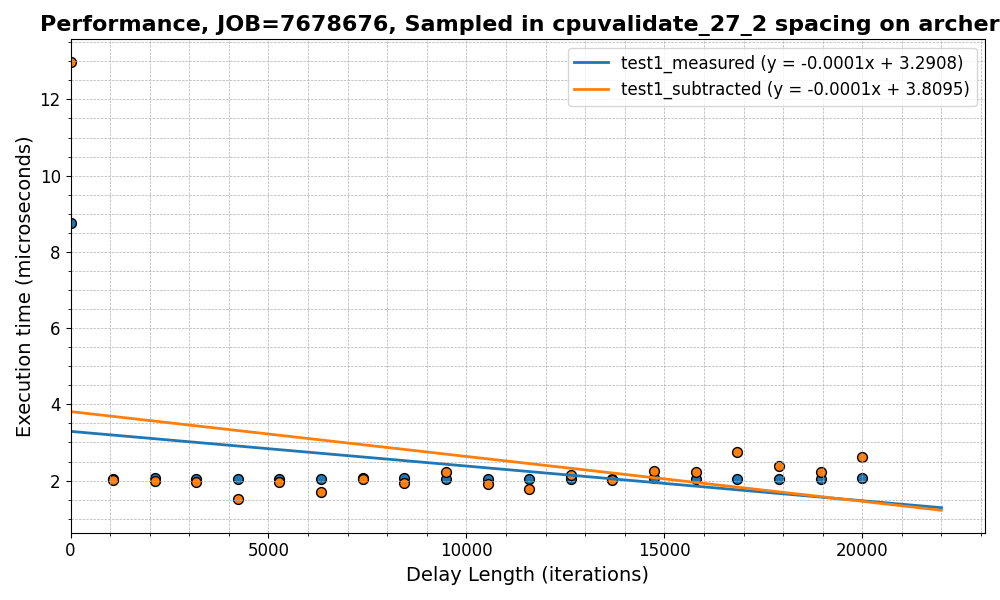 Performance, JOB=7678676, Sampled in cpuvalidate_27_2 spacing on archer
test1_measured (y = -0.0001x + 3.2908)
test1_subtracted (y = -0.0001x + 3.8095)
Execution time (microseconds)
12
10
8
6
4
2
0
5000
10000
15000
20000
Delay Length (iterations)